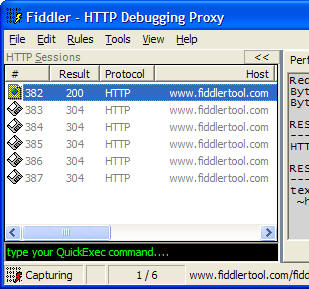 Fiddler - HTTP Debugging Proxy
File Edit Rules Tools View Help
HTTP Sessions <<
# Result Protocol Host
382 200 HTTP www.fiddlertool.com
383 304 HTTP www.fiddlertool.com
384 304 HTTP www.fiddlertool.com
385 304 HTTP www.fiddlertool.com
386 304 HTTP www.fiddlertool.com
387 304 HTTP www.fiddlertool.com
type your QuickExec command....
Capturing 1 / 6 www.fiddlertool.com/fidd
Perf
Req
Byt
Byt
RES
----
HTT
RES
----
tex
~h